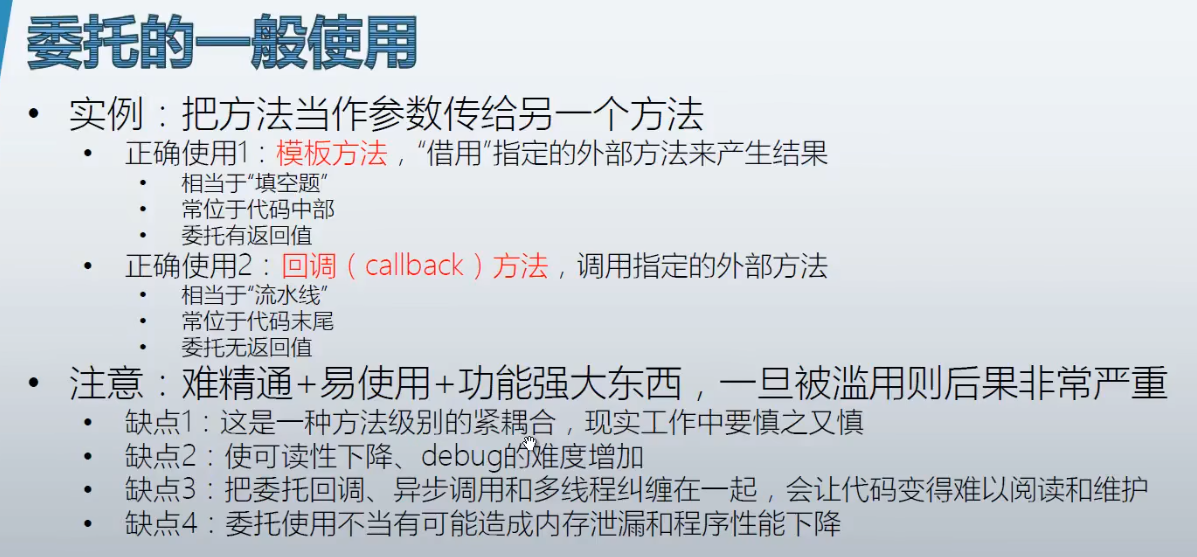 委托的一般使用
• 实例：把方法当作参数传给另一个方法
• 正确使用1：模板方法，“借用”指定的外部方法来产生结果
• 相当于“填空题”
• 常位于代码中部
• 委托有返回值
• 正确使用2：回调（callback）方法，调用指定的外部方法
• 相当于“流水线”
• 常位于代码末尾
• 委托无返回值
• 注意：难精通+易使用+功能强大东西，一旦被滥用则后果非常严重
• 缺点1：这是一种方法级别的紧耦合，现实工作中要慎之又慎
• 缺点2：使可读性下降、debug的难度增加
• 缺点3：把委托回调、异步调用和多线程纠缠在一起，会让代码变得难以阅读和维护
• 缺点4：委托使用不当有可能造成内存泄漏和程序性能下降